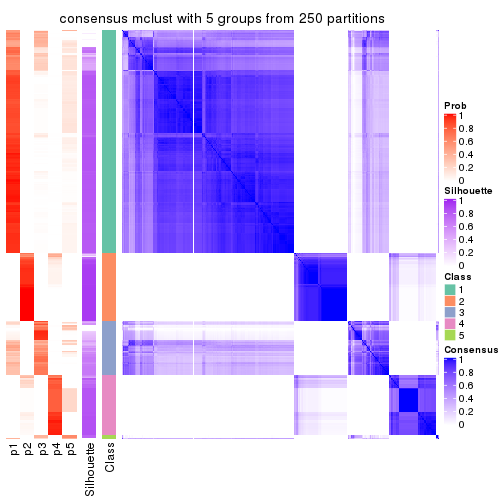 consensus mclust with 5 groups from 250 partitions
Prob
1
0.8
0.6
0.4
0.2
0
Silhouette
1
0.8
0.6
0.4
0.2
0
Class
1
2
3
4
5
Consensus
1
0.8
0.6
0.4
0.2
0
p1
p2
p3
p4
p5
Silhouette
Class